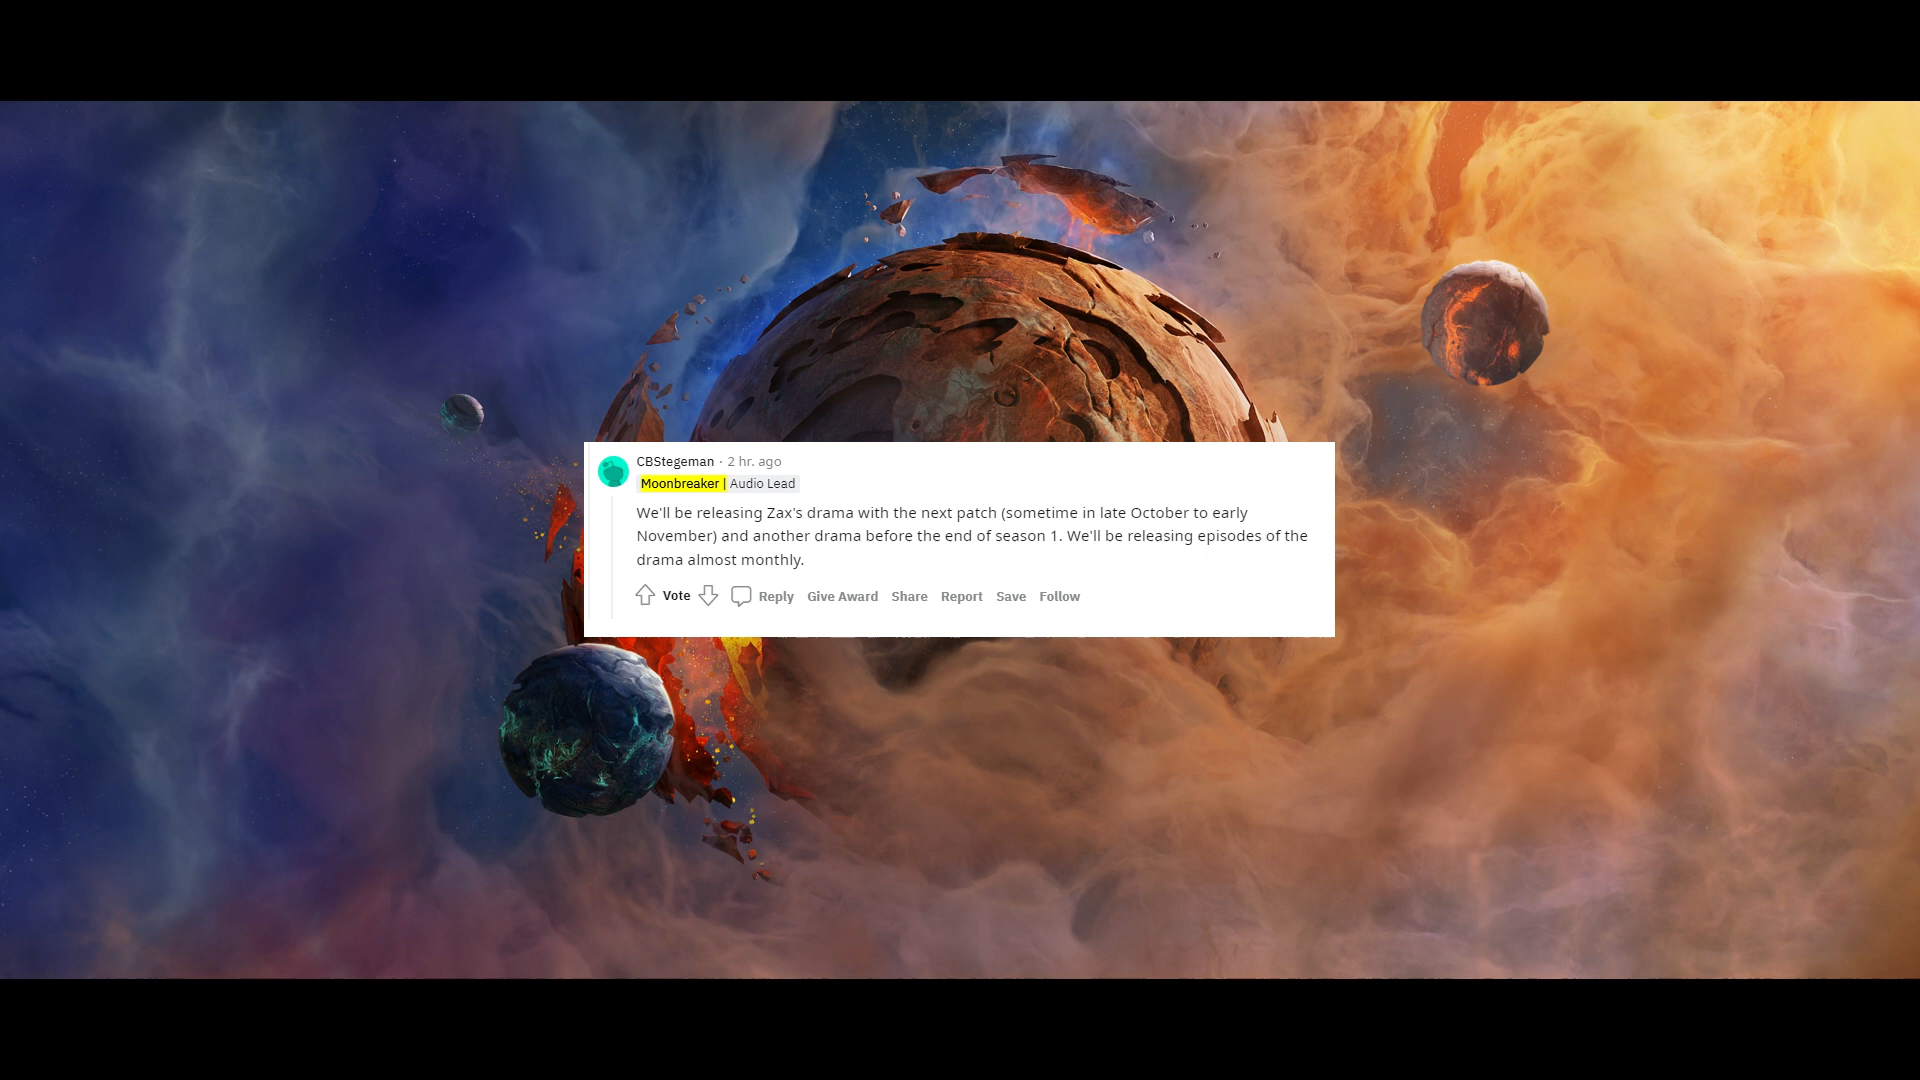 CBStegeman · 2 hr. ago
Moonbreaker | Audio Lead
We'll be releasing Zax's drama with the next patch (sometime in late October to early
November) and another drama before the end of season 1. We'll be releasing episodes of the
drama almost monthly.
Vote Reply Give Award Share Report Save Follow